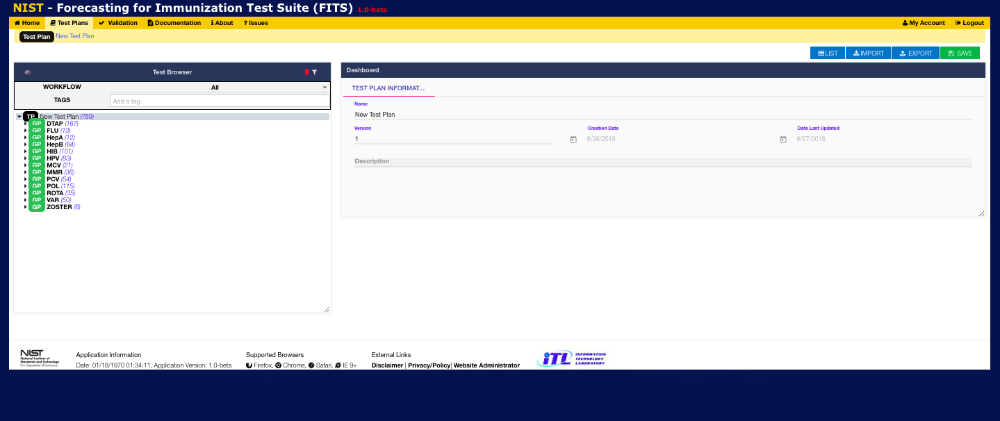 NIST - Forecasting for Immunization Test Suite (FITS) 1.0-beta
Home Test Plans Validation Documentation About Issues My Account Logout
Test Plan New Test Plan
LIST IMPORT EXPORT SAVE
Test Browser
WORKFLOW All
TAGS Add a tag
TP New Test Plan (759)
GP DTAP (167)
GP FLU (13)
GP HepA (12)
GP HepB (64)
GP HIB (101)
GP HPV (83)
GP MCV (21)
GP MMR (36)
GP PCV (54)
GP POL (115)
GP ROTA (35)
GP VAR (50)
GP ZOSTER (8)
Dashboard
TEST PLAN INFORMAT...
Name
New Test Plan
Version Creation Date Date Last Updated
1 6/26/2018 6/27/2018
Description
NIST
National Institute of
Standards and Technology
U.S. Department of Commerce
Application Information
Date: 01/18/1970 01:34:11, Application Version: 1.0-beta
Supported Browsers
Firefox, Chrome, Safari, IE 9+
External Links
Disclaimer | Privacy/Policy| Website Administrator
iTL INFORMATION
TECHNOLOGY
LABORATORY